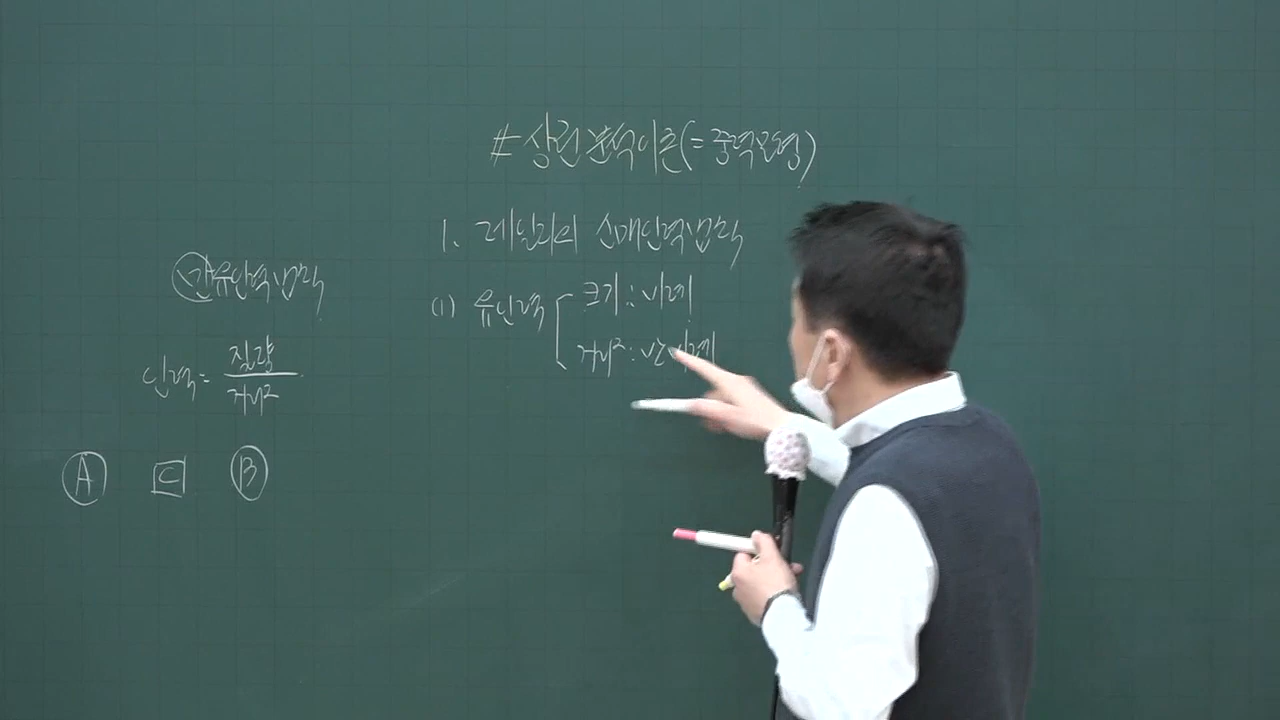 # 상권분석이론(=중력모형)
1. 레일리의 소매인력법칙
(1) 유인력 크기 : 비례
거리² : 반비례
만유인력법칙
인력 = 질량
거리²
A C B